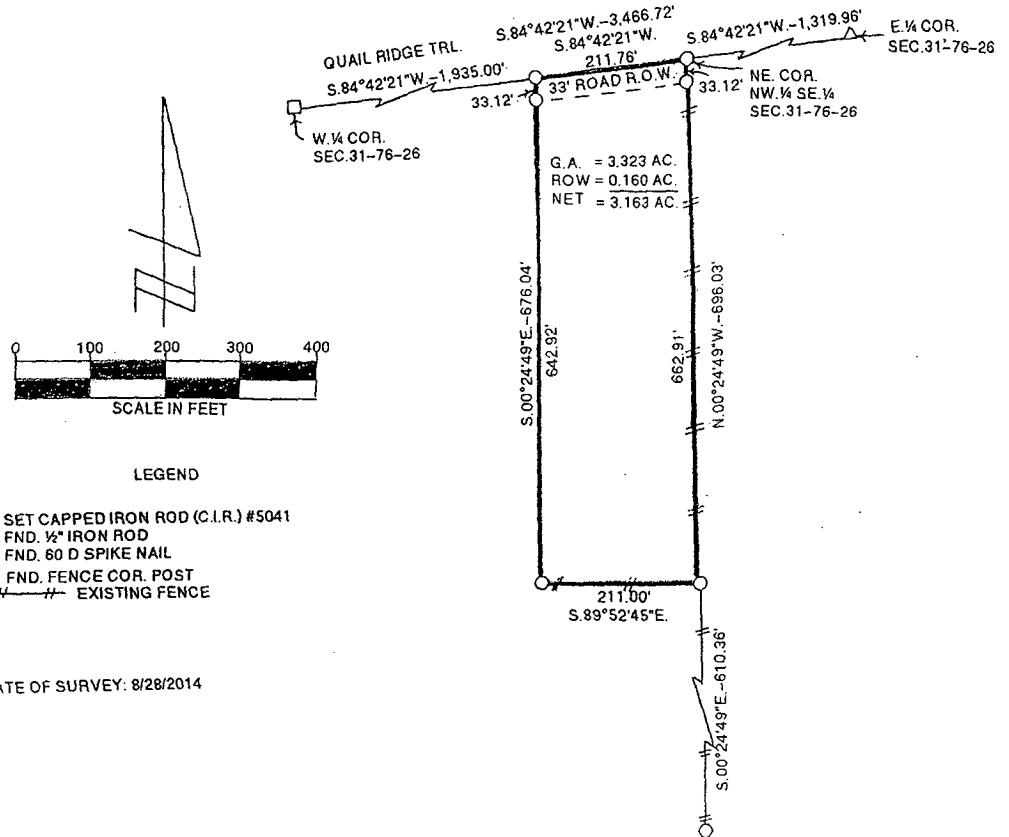 S.84°42'21"W.-3,466.72'
S.84°42'21"W.
211.76'
S.84°42'21"W.-1,319.96'
E.¼ COR.
SEC.31-76-26
QUAIL RIDGE TRL.
S.84°42'21"W.-1,935.00'
33' ROAD R.O.W.
33.12'
33.12'
NE. COR.
NW.¼ SE.¼
SEC.31-76-26
W.¼ COR.
SEC.31-76-26
G.A. = 3.323 AC.
ROW = 0.160 AC.
NET = 3.163 AC.
S.00°24'49"E.-676.04'
642.92'
662.91'
N.00°24'49"W.-696.03'
0 100 200 300 400
SCALE IN FEET
LEGEND
SET CAPPED IRON ROD (C.I.R.) #5041
FND. ½" IRON ROD
FND. 60 D SPIKE NAIL
FND. FENCE COR. POST
EXISTING FENCE
211.00'
S.89°52'45"E.
S.00°24'49"E.-610.36'
ATE OF SURVEY: 8/28/2014